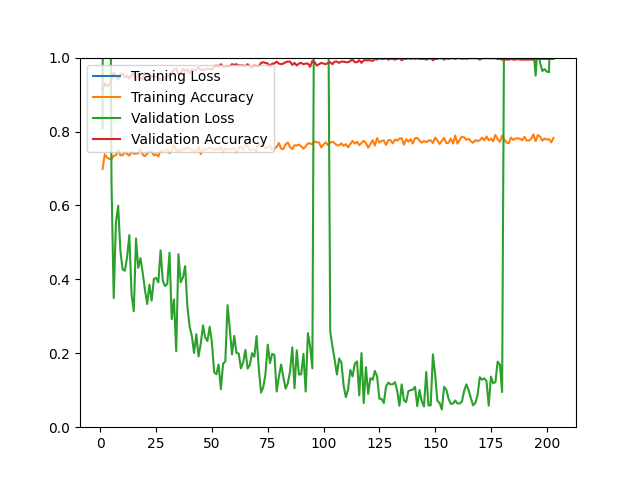 1.0
0.8
0.6
0.4
0.2
0.0
Training Loss
Training Accuracy
Validation Loss
Validation Accuracy
0 25 50 75 100 125 150 175 200